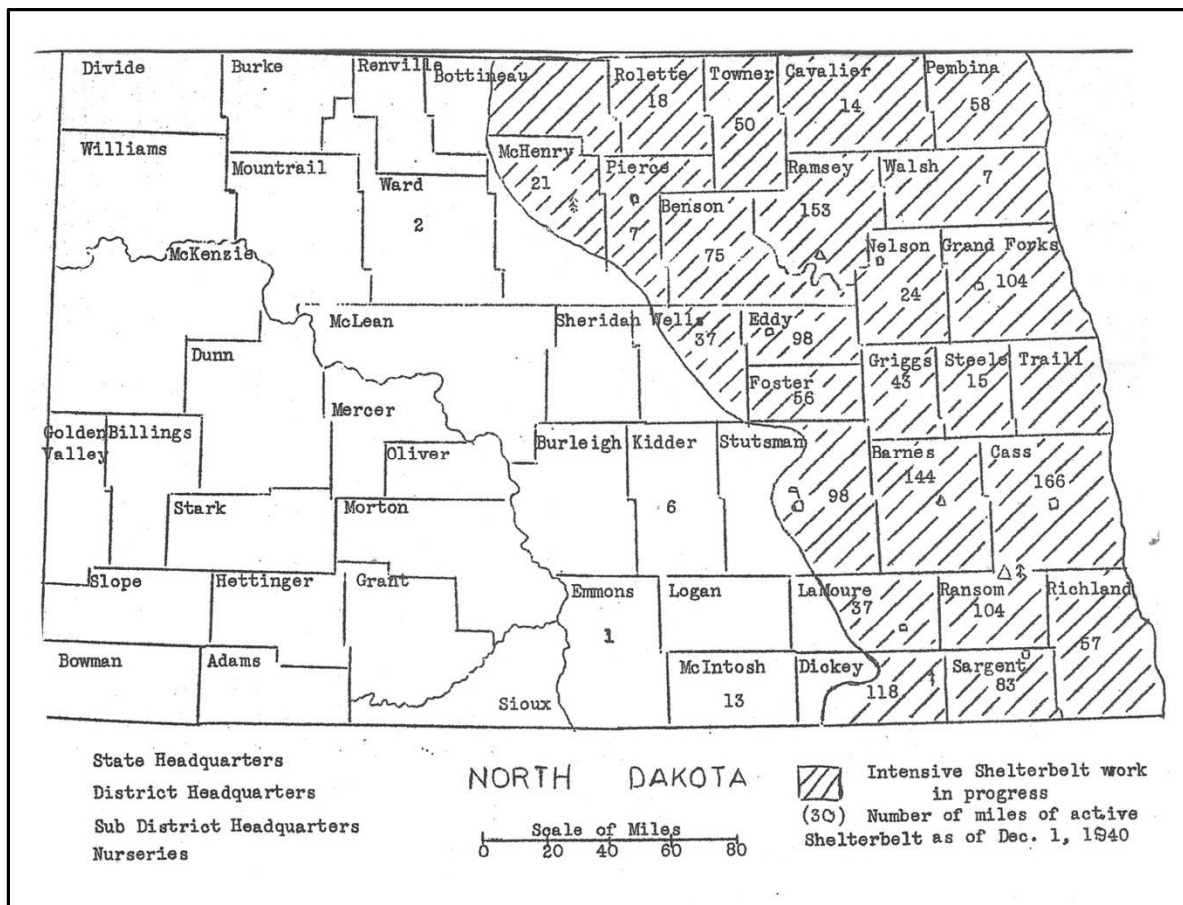 Divide
Burke
Renville
Bottineau
Rolette
18
Towner
50
Cavalier
14
Pembina
58
Williams
Mountrail
Ward
2
McHenry
21
Pierce
7
Benson
75
Ramsey
153
Walsh
7
McKenzie
Nelson
24
Grand Forks
104
McLean
Sheridan
Wells
37
Eddy
98
Dunn
Foster
56
Griggs
43
Steele
15
Traill
Mercer
Golden
Valley
Billings
Oliver
Burleigh
Kidder
6
Stutsman
98
Barnes
144
Cass
166
Stark
Morton
Slope
Hettinger
Grant
Emmons
1
Logan
LaMoure
37
Ransom
104
Richland
57
Bowman
Adams
Sioux
McIntosh
13
Dickey
118
Sargent
83
State Headquarters
District Headquarters
Sub District Headquarters
Nurseries
NORTH DAKOTA
Scale of Miles
0 20 40 60 80
Intensive Shelterbelt work
in progress
(30) Number of miles of active
Shelterbelt as of Dec. 1, 1940